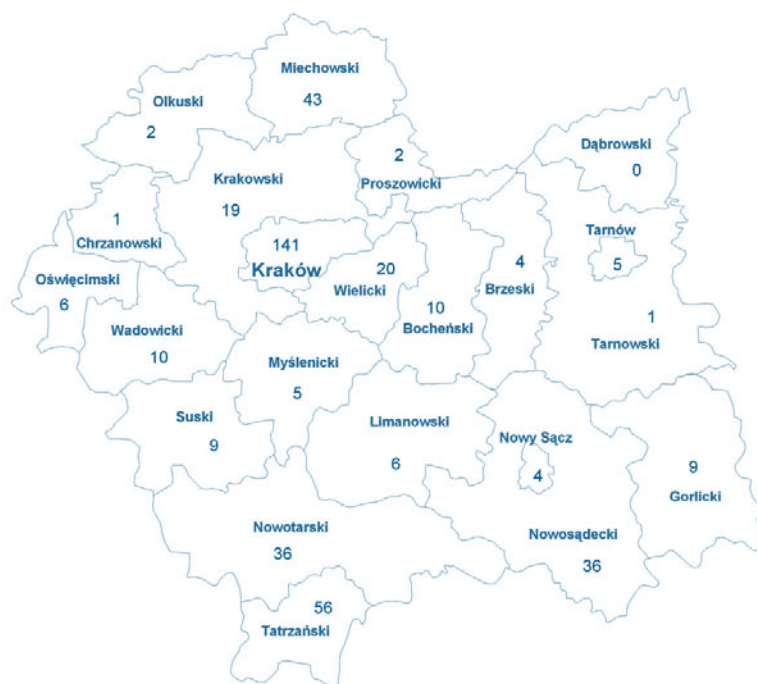 Miechowski
43
Olkuski
2
Dąbrowski
0
2
Proszowicki
Krakowski
19
1
Chrzanowski
Tarnów
5
141
Kraków
20
Wielicki
4
Brzeski
Oświęcimski
6
10
Bocheński
1
Tarnowski
Wadowicki
10
Myślenicki
5
Suski
9
Limanowski
6
Nowy Sącz
4
9
Gorlicki
Nowotarski
36
Nowosądecki
36
56
Tatrzański